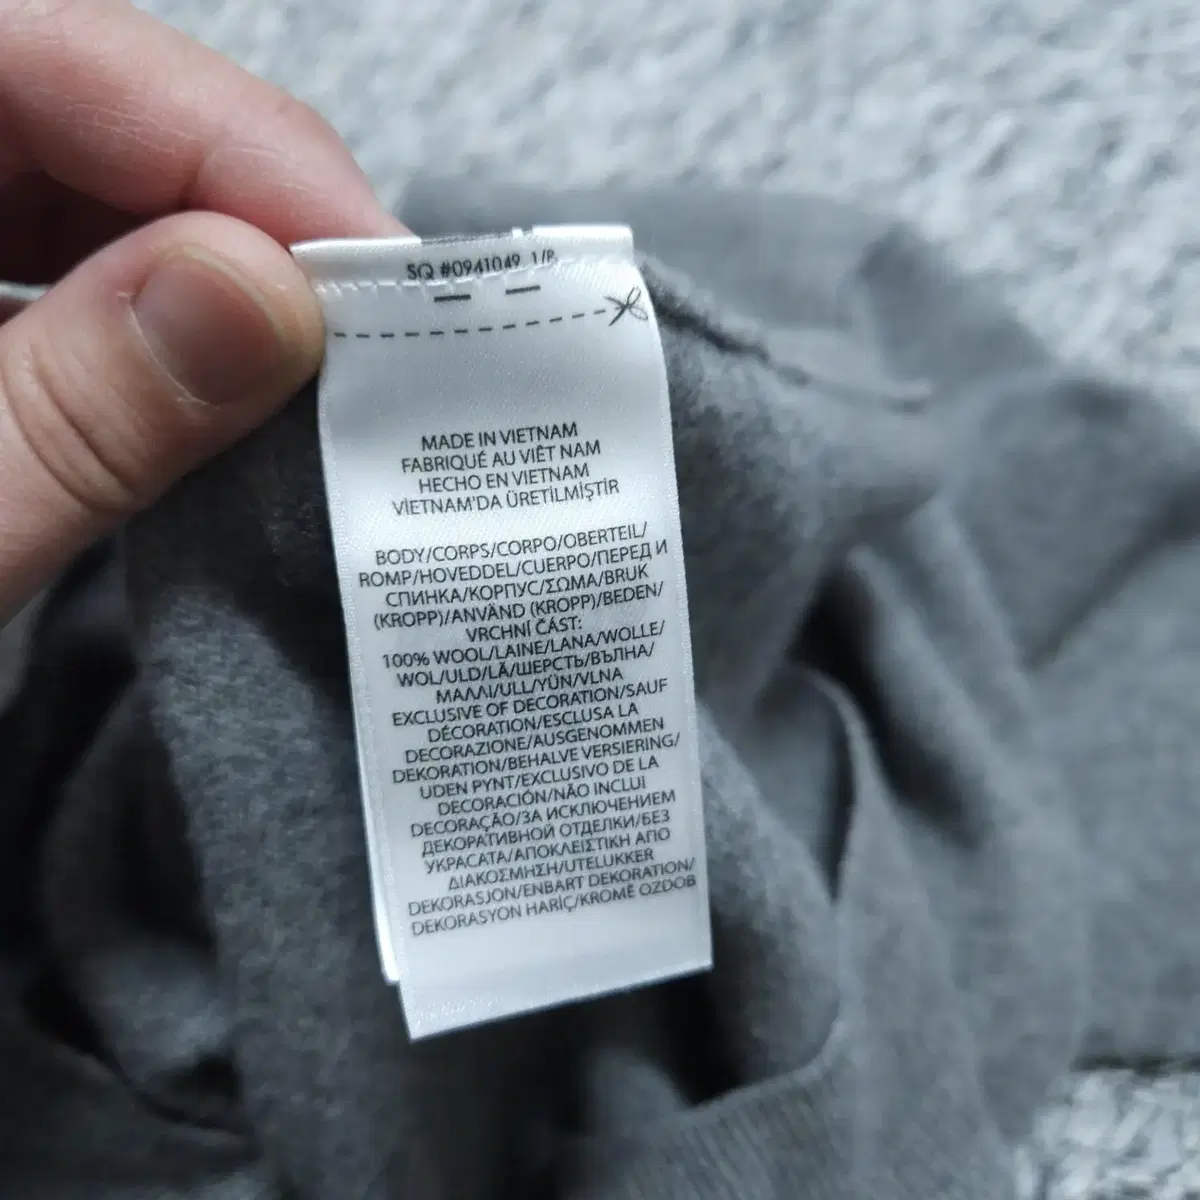 SQ #0941049 1/B
MADE IN VIETNAM
FABRIQUÉ AU VIÊT NAM
HECHO EN VIETNAM
VİETNAM'DA ÜRETİLMİŞTİR
BODY/CORPS/CORPO/OBERTEIL/
ROMP/HOVEDDEL/CUERPO/ПЕРЕД И
СПИНКА/КОРПУС/ΣΩΜΑ/BRUK
(KROPP)/ANVÄND (KROPP)/BEDEN/
VRCHNÍ ČÁST:
100% WOOL/LAINE/LANA/WOLLE/
WOL/ULD/LÃ/ШЕРСТЬ/ВЪЛНА/
ΜΑΛΛΙ/ULL/YÜN/VLNA
EXCLUSIVE OF DECORATION/SAUF
DÉCORATION/ESCLUSA LA
DECORAZIONE/AUSGENOMMEN
DEKORATION/BEHALVE VERSIERING/
UDEN PYNT/EXCLUSIVO DE LA
DECORACIÓN/NÃO INCLUI
DECORAÇÃO/ЗА ИСКЛЮЧЕНИЕМ
ДЕКОРАТИВНОЙ ОТДЕЛКИ/БЕЗ
УКРАСАТА/ΑΠΟΚΛΕΙΣΤΙΚΗ ΑΠΟ
ΔΙΑΚΟΣΜΗΣΗ/UTELUKKER
DEKORASJON/ENBART DEKORATION/
DEKORASYON HARİÇ/KROMĚ OZDOB